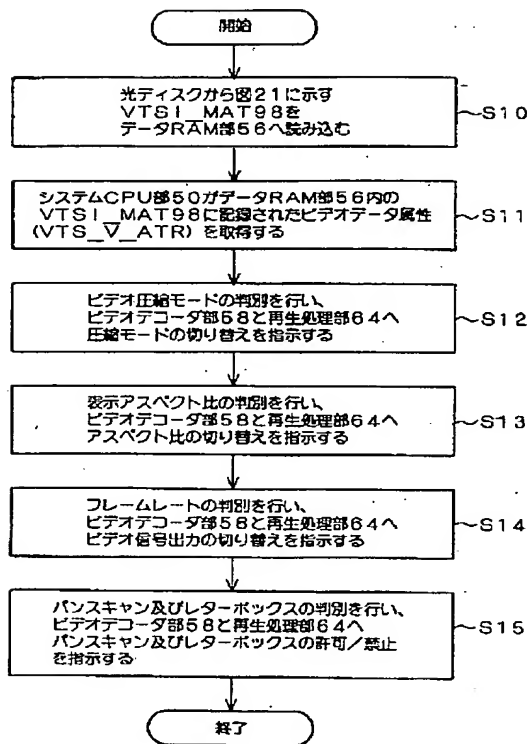 開始
光ディスクから図21に示す
VTSI_MAT98を
データRAM部56へ読み込む
S10
システムCPU部50がデータRAM部56内の
VTSI_MAT98に記録されたビデオデータ属性
(VTS_V_ATR)を取得する
S11
ビデオ圧縮モードの判別を行い、
ビデオデコーダ部58と再生処理部64へ
圧縮モードの切り替えを指示する
S12
表示アスペクト比の判別を行い、
ビデオデコーダ部58と再生処理部64へ
アスペクト比の切り替えを指示する
S13
フレームレートの判別を行い、
ビデオデコーダ部58と再生処理部64へ
ビデオ信号出力の切り替えを指示する
S14
パンスキャン及びレターボックスの判別を行い、
ビデオデコーダ部58と再生処理部64へ
パンスキャン及びレターボックスの許可/禁止
を指示する
S15
終了